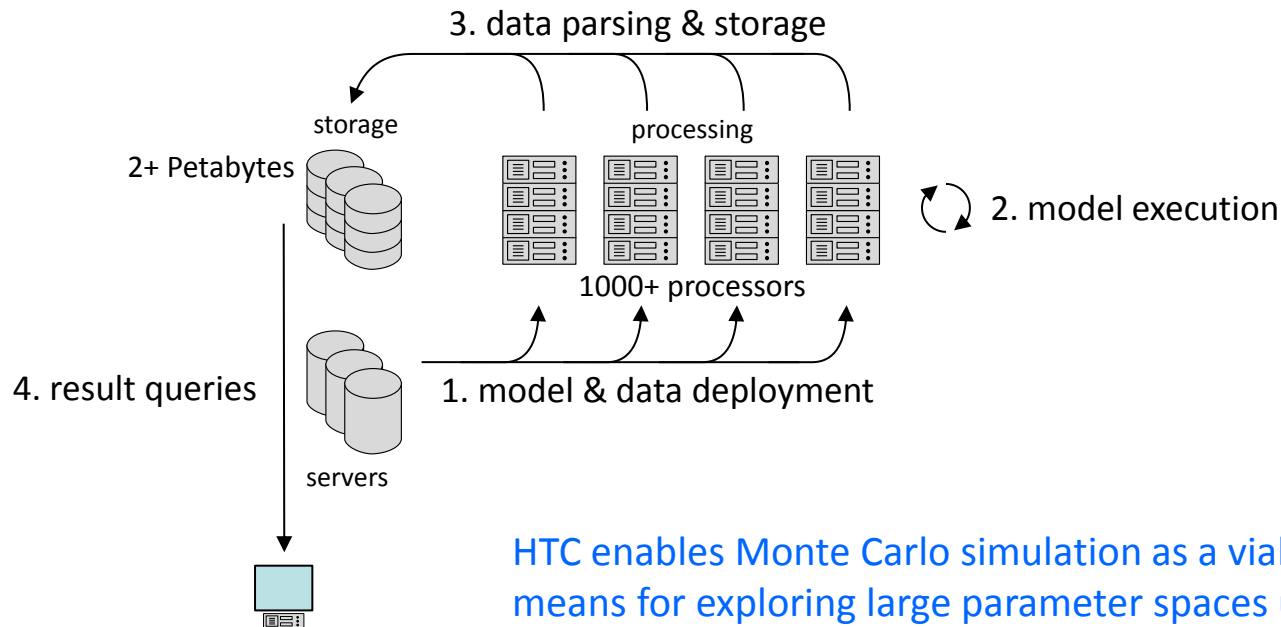 3. data parsing & storage
storage
processing
2+ Petabytes
2. model execution
1000+ processors
4. result queries
1. model & data deployment
servers
HTC enables Monte Carlo simulation as a
means for exploring large parameter spaces